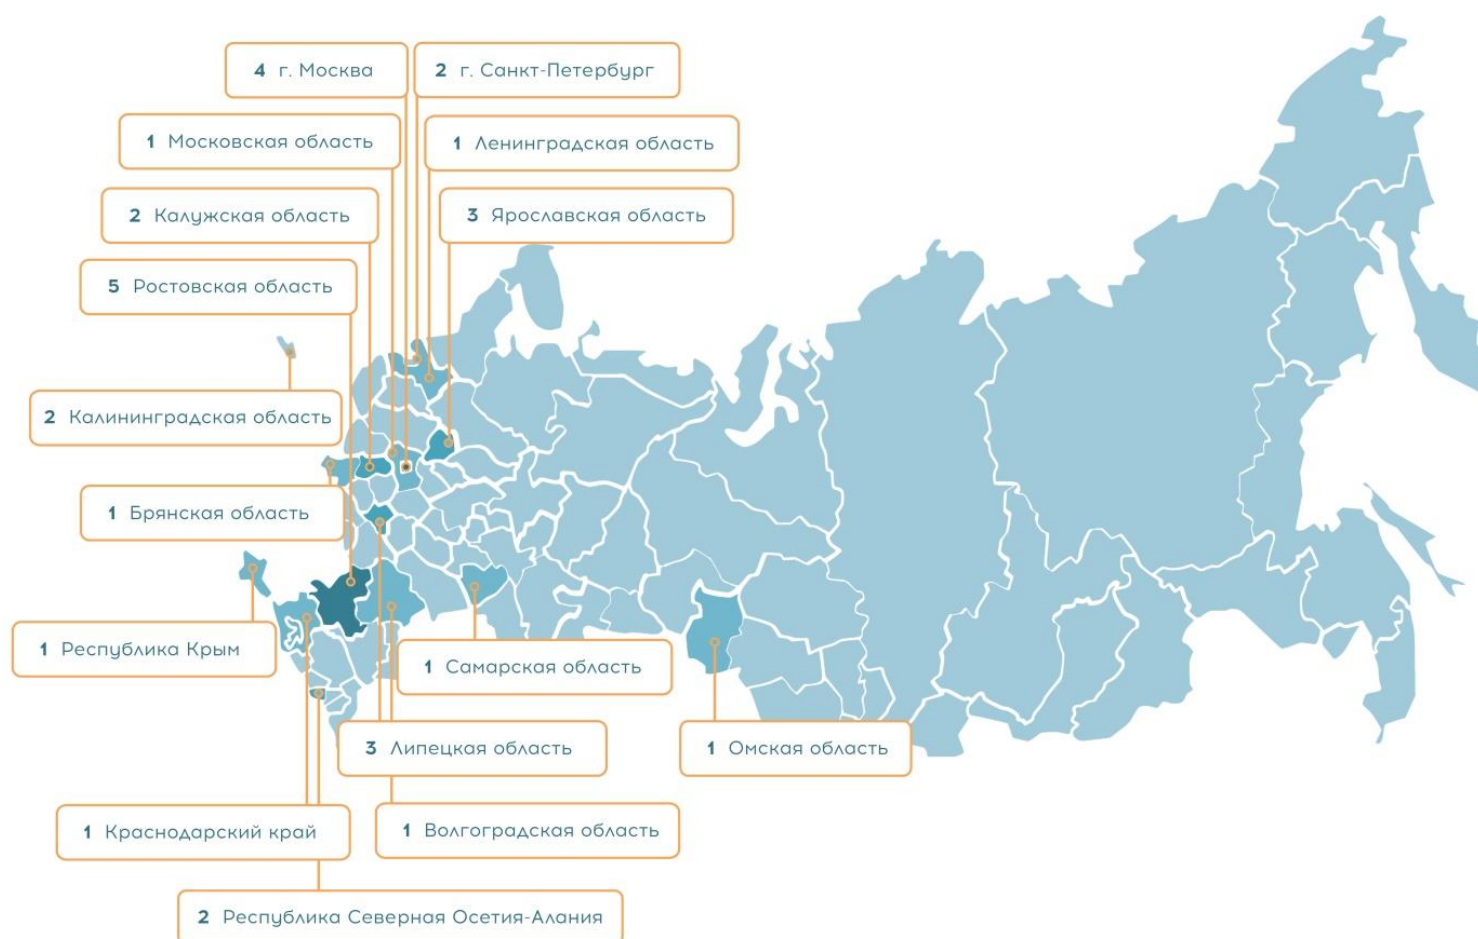 4 г. Москва
2 г. Санкт-Петербург
1 Московская область
1 Ленинградская область
2 Калужская область
3 Ярославская область
5 Ростовская область
2 Калининградская область
1 Брянская область
1 Республика Крым
1 Самарская область
3 Липецкая область
1 Омская область
1 Краснодарский край
1 Волгоградская область
2 Республика Северная Осетия-Алания